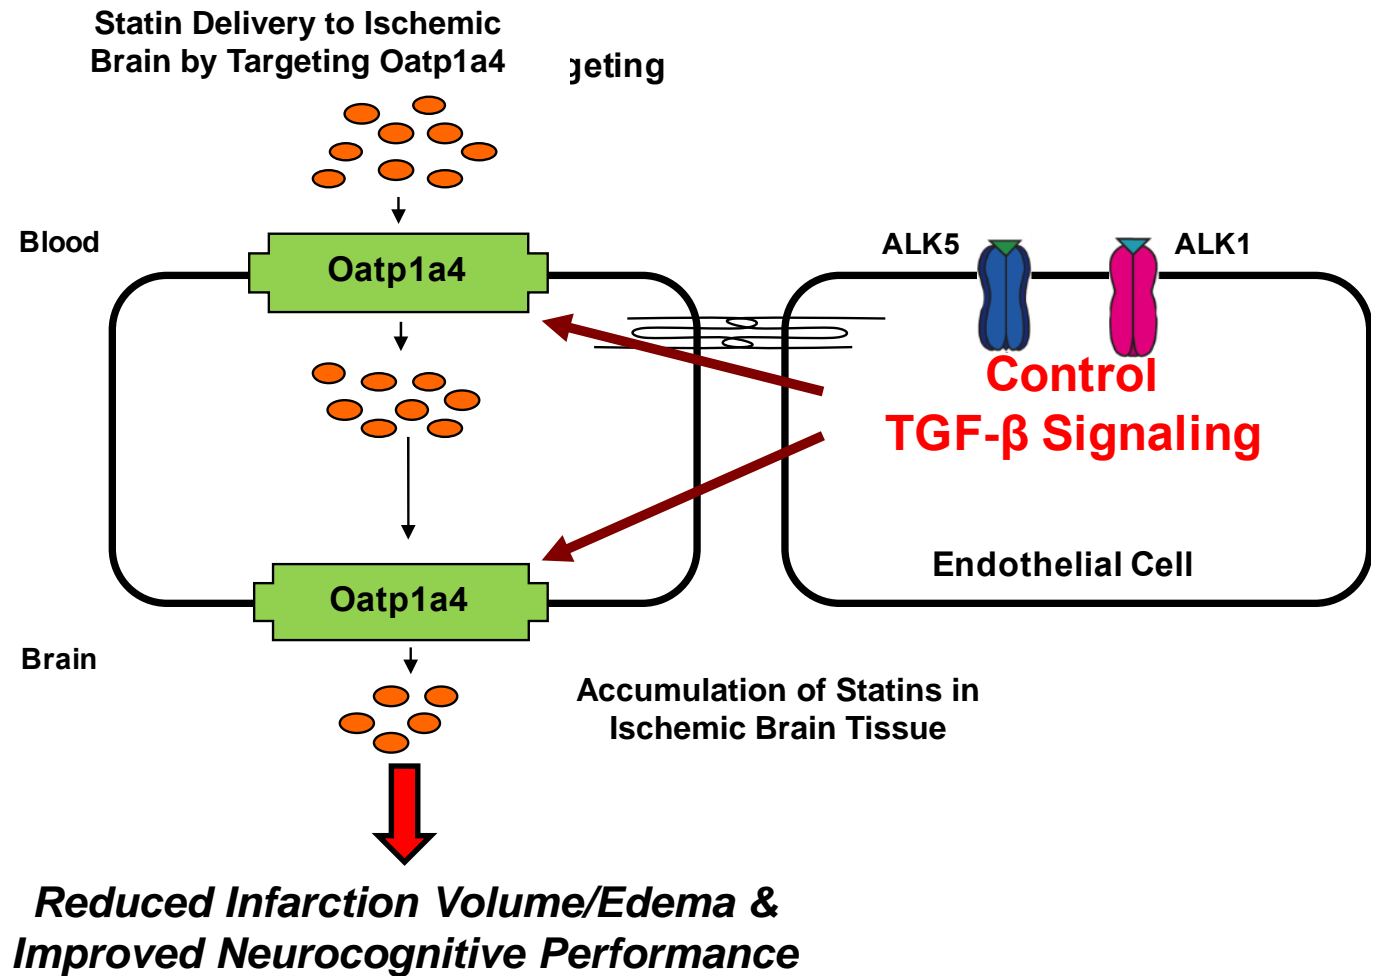 Statin Delivery to Ischemic
Brain by Targeting Oatp1a4
geting
Blood
Oatp1a4
ALK5
ALK1
Control
TGF-β Signaling
Endothelial Cell
Oatp1a4
Brain
Accumulation of Statins in
Ischemic Brain Tissue
Reduced Infarction Volume/Edema &
Improved Neurocognitive Performance